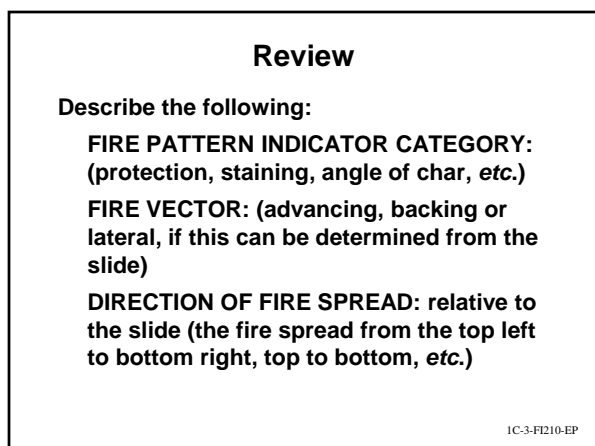 Review
Describe the following:
FIRE PATTERN INDICATOR CATEGORY:
(protection, staining, angle of char, etc.)
FIRE VECTOR: (advancing, backing or
lateral, if this can be determined from the
slide)
DIRECTION OF FIRE SPREAD: relative to
the slide (the fire spread from the top left
to bottom right, top to bottom, etc.)
1C-3-FI210-EP